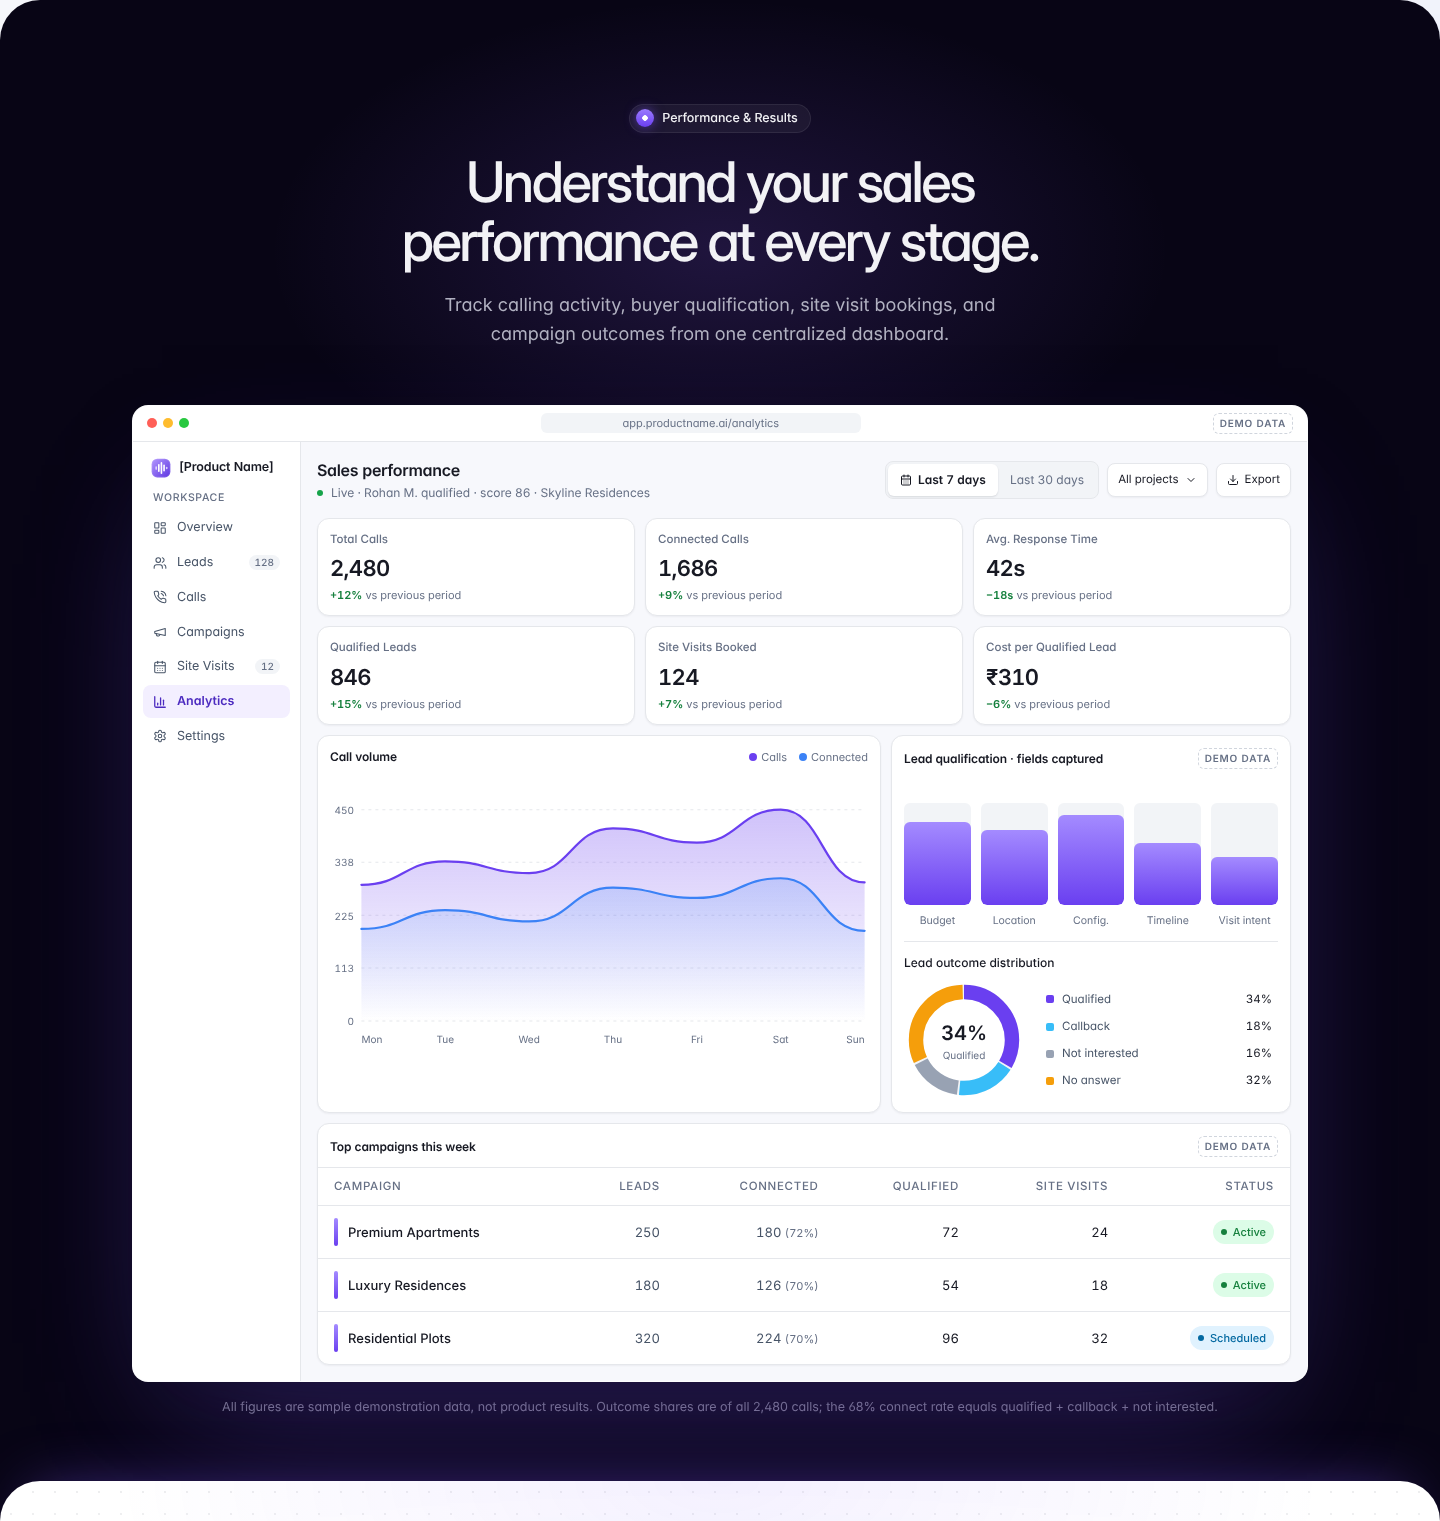 Performance & Results
Understand your sales
performance at every stage.
Track calling activity, buyer qualification, site visit bookings, and
campaign outcomes from one centralized dashboard.
app.productname.ai/analytics
DEMO DATA
[Product Name]
WORKSPACE
Overview
Leads 128
Calls
Campaigns
Site Visits 12
Analytics
Settings
Sales performance
Live · Rohan M. qualified · score 86 · Skyline Residences
Last 7 days Last 30 days All projects Export
Total Calls
2,480
+12% vs previous period
Connected Calls
1,686
+9% vs previous period
Avg. Response Time
42s
−18s vs previous period
Qualified Leads
846
+15% vs previous period
Site Visits Booked
124
+7% vs previous period
Cost per Qualified Lead
₹310
−6% vs previous period
Call volume
Calls Connected
450
338
225
113
0
Mon Tue Wed Thu Fri Sat Sun
Lead qualification · fields captured
DEMO DATA
Budget Location Config. Timeline Visit intent
Lead outcome distribution
34%
Qualified
Qualified 34%
Callback 18%
Not interested 16%
No answer 32%
Top campaigns this week
DEMO DATA
CAMPAIGN LEADS CONNECTED QUALIFIED SITE VISITS STATUS
Premium Apartments 250 180 (72%) 72 24 Active
Luxury Residences 180 126 (70%) 54 18 Active
Residential Plots 320 224 (70%) 96 32 Scheduled
All figures are sample demonstration data, not product results. Outcome shares are of all 2,480 calls; the 68% connect rate equals qualified + callback + not interested.